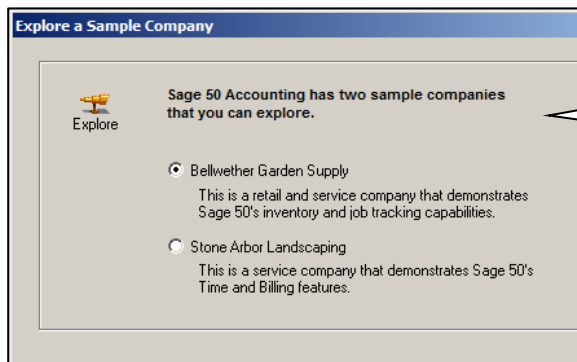 Explore a Sample Company
Sage 50 Accounting has two sample companies
that you can explore.
Explore
Bellwether Garden Supply
This is a retail and service company that demonstrates
Sage 50's inventory and job tracking capabilities.
Stone Arbor Landscaping
This is a service company that demonstrates Sage 50's
Time and Billing features.